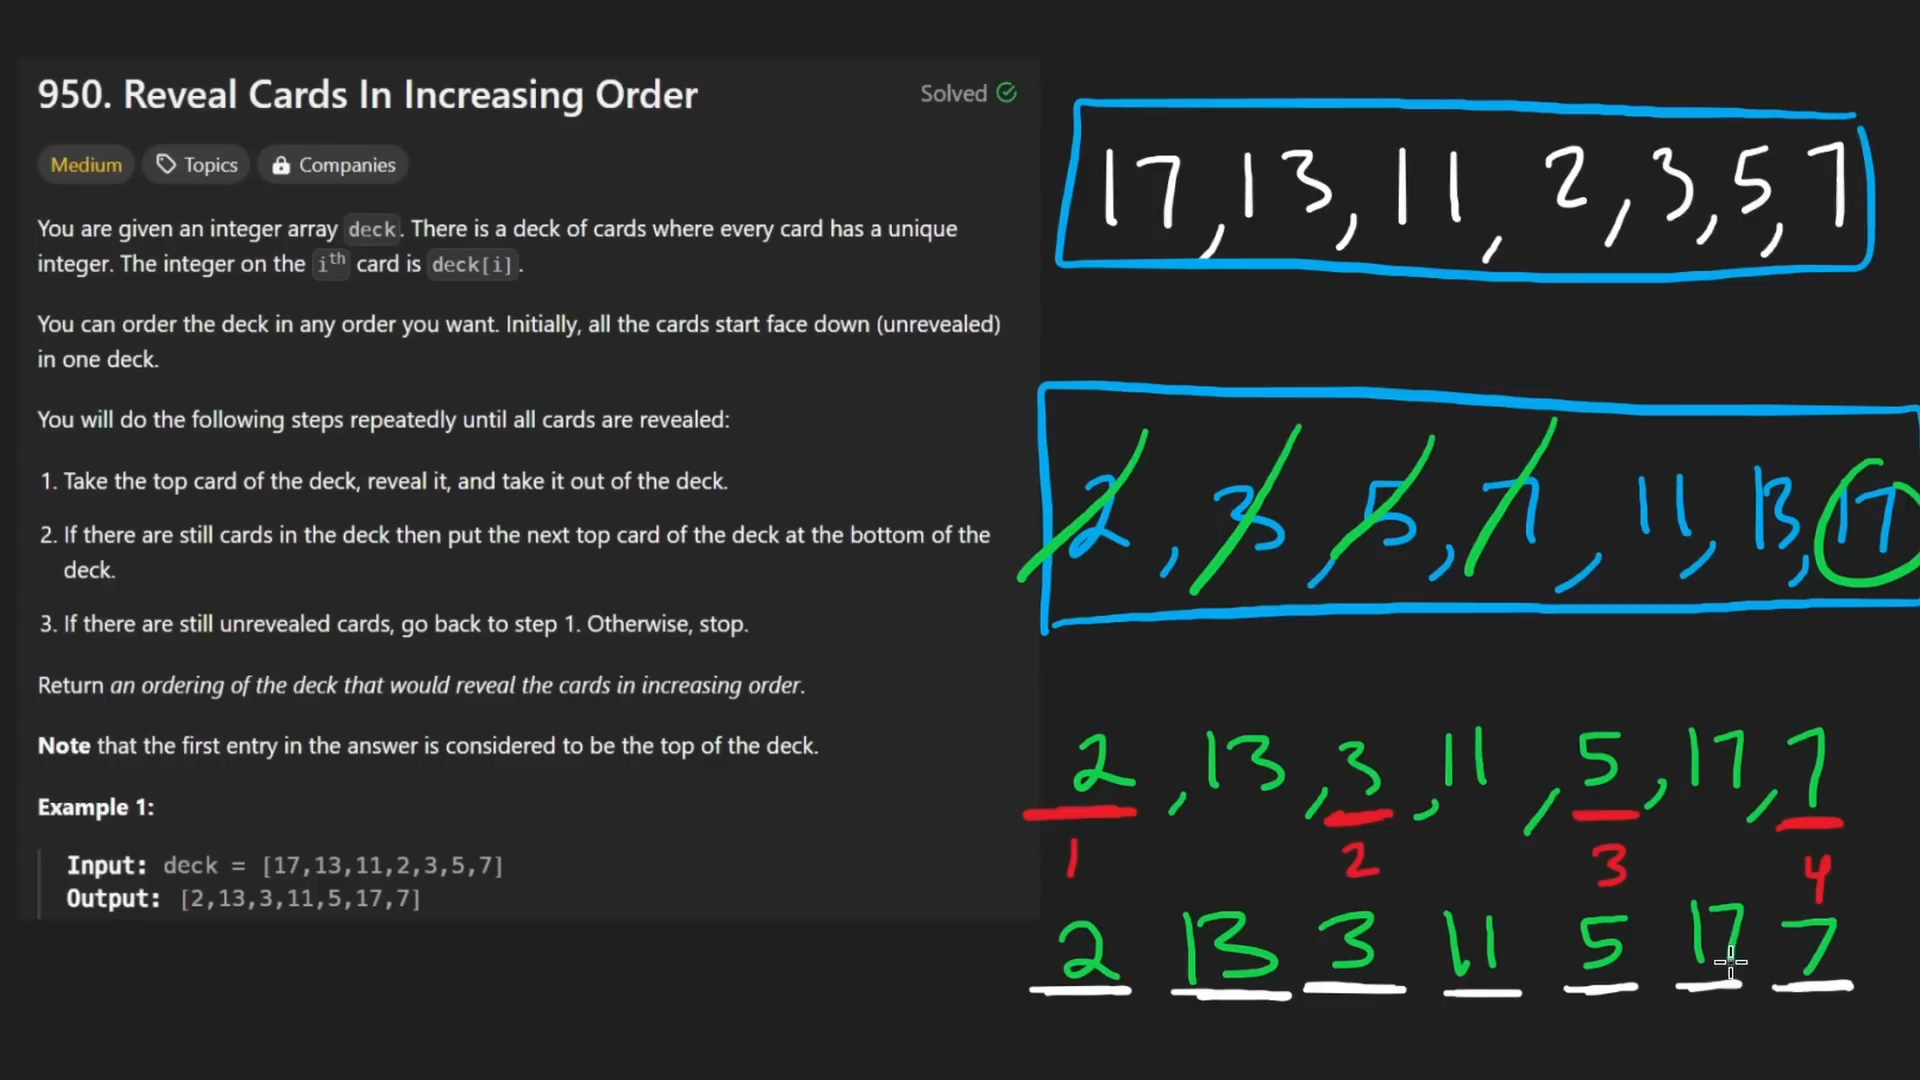 950. Reveal Cards In Increasing Order
Solved
Medium
Topics
Companies
You are given an integer array deck. There is a deck of cards where every card has a unique
integer. The integer on the ith card is deck[i].
You can order the deck in any order you want. Initially, all the cards start face down (unrevealed)
in one deck.
You will do the following steps repeatedly until all cards are revealed:
1. Take the top card of the deck, reveal it, and take it out of the deck.
2. If there are still cards in the deck then put the next top card of the deck at the bottom of the
deck.
3. If there are still unrevealed cards, go back to step 1. Otherwise, stop.
Return an ordering of the deck that would reveal the cards in increasing order.
Note that the first entry in the answer is considered to be the top of the deck.
Example 1:
Input: deck = [17,13,11,2,3,5,7]
Output: [2,13,3,11,5,17,7]
17, 13, 11, 2, 3, 5, 7
2, 3, 5, 7, 11, 13, 17
2, 13, 3, 11, 5, 17, 7
1 2 3 4
2 13 3 11 5 17 7